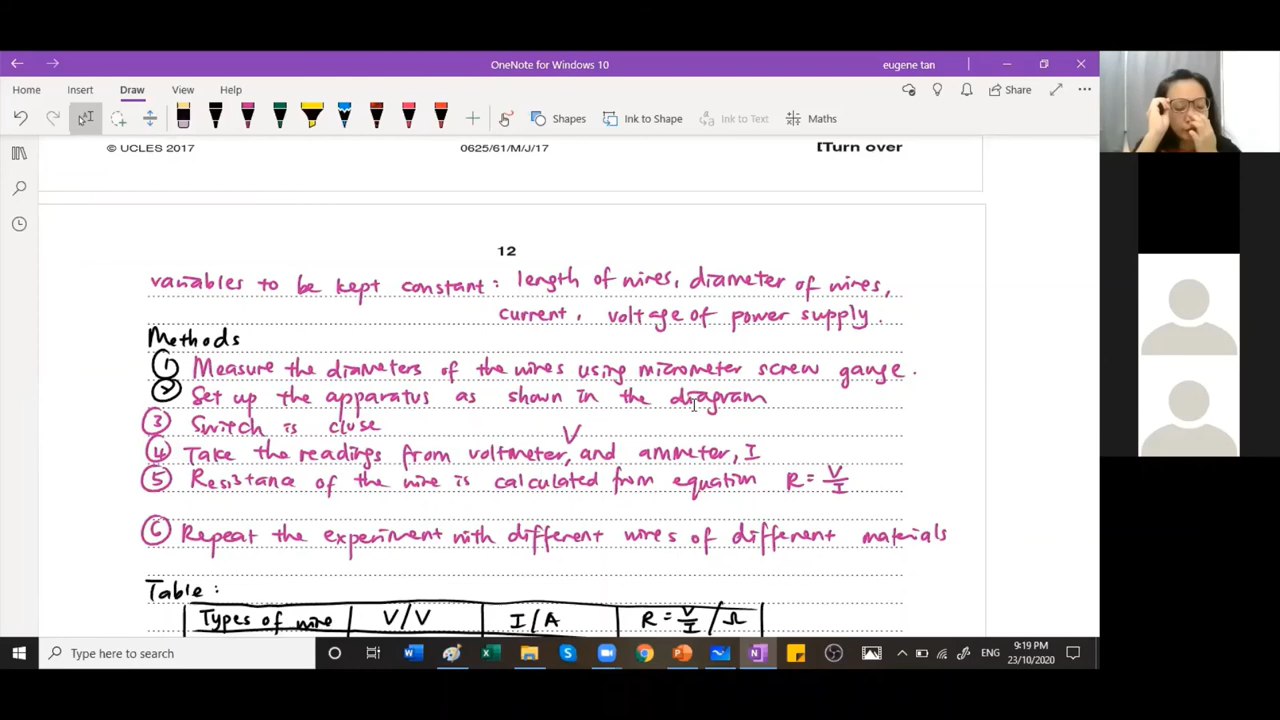 OneNote for Windows 10
eugene tan
Home Insert Draw View Help
Share
Shapes Ink to Shape Ink to Text Maths
© UCLES 2017 0625/61/M/J/17 [Turn over
12
variables to be kept constant : length of wires, diameter of wires,
current, voltage of power supply.
Methods
① Measure the diameters of the wires using micrometer screw gauge.
② Set up the apparatus as shown in the diagram
③ Switch is close
④ Take the readings from voltmeter, V and ammeter, I
⑤ Resistance of the wire is calculated from equation R = V/I
⑥ Repeat the experiment with different wires of different materials
Table :
Types of wire V/V I/A R = V/I /Ω
Type here to search
ENG
9:19 PM
23/10/2020